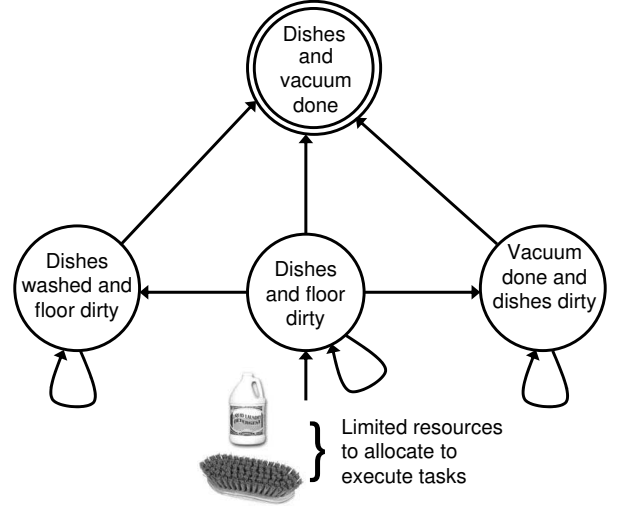 Dishes
and
vacuum
done
Dishes
washed and
floor dirty
Dishes
and floor
dirty
Vacuum
done and
dishes dirty
DETERGENT
Limited resources
to allocate to
execute tasks